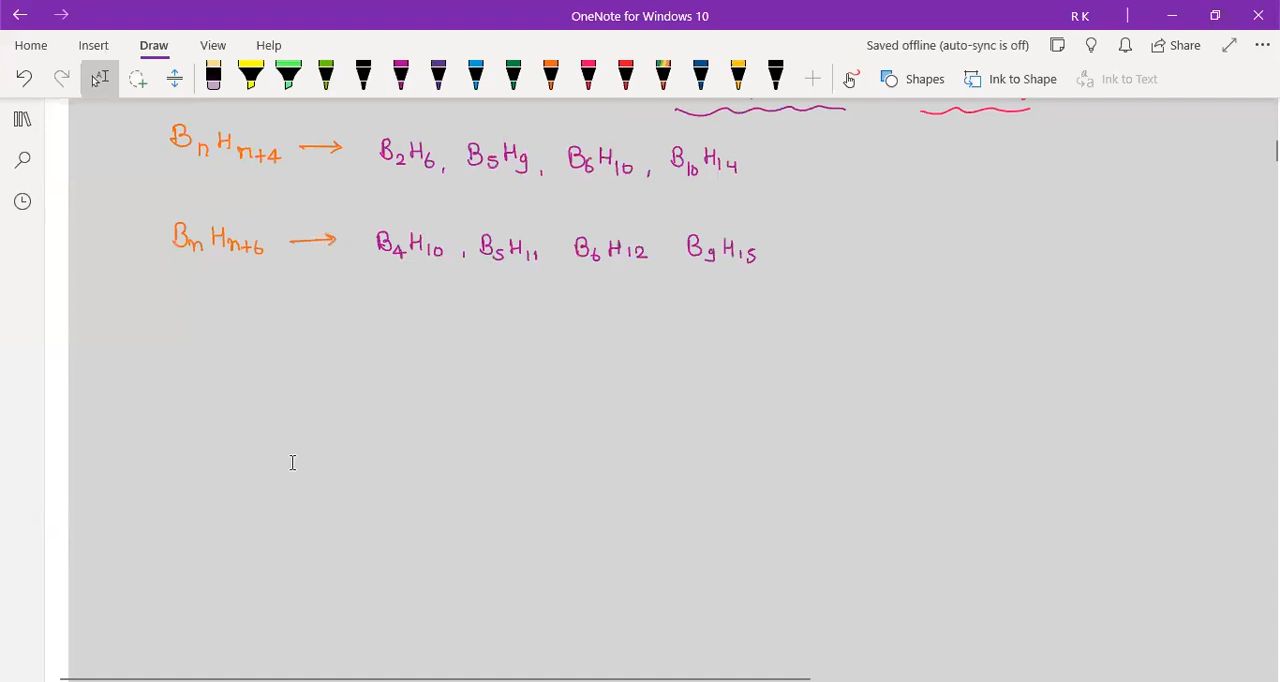 OneNote for Windows 10
R K
Home Insert Draw View Help
Saved offline (auto-sync is off)
Share
Shapes
Ink to Shape
Ink to Text
BnHn+4 → B2H6, B5H9, B6H10, B10H14
BnHn+6 → B4H10, B5H11 B6H12 B9H15